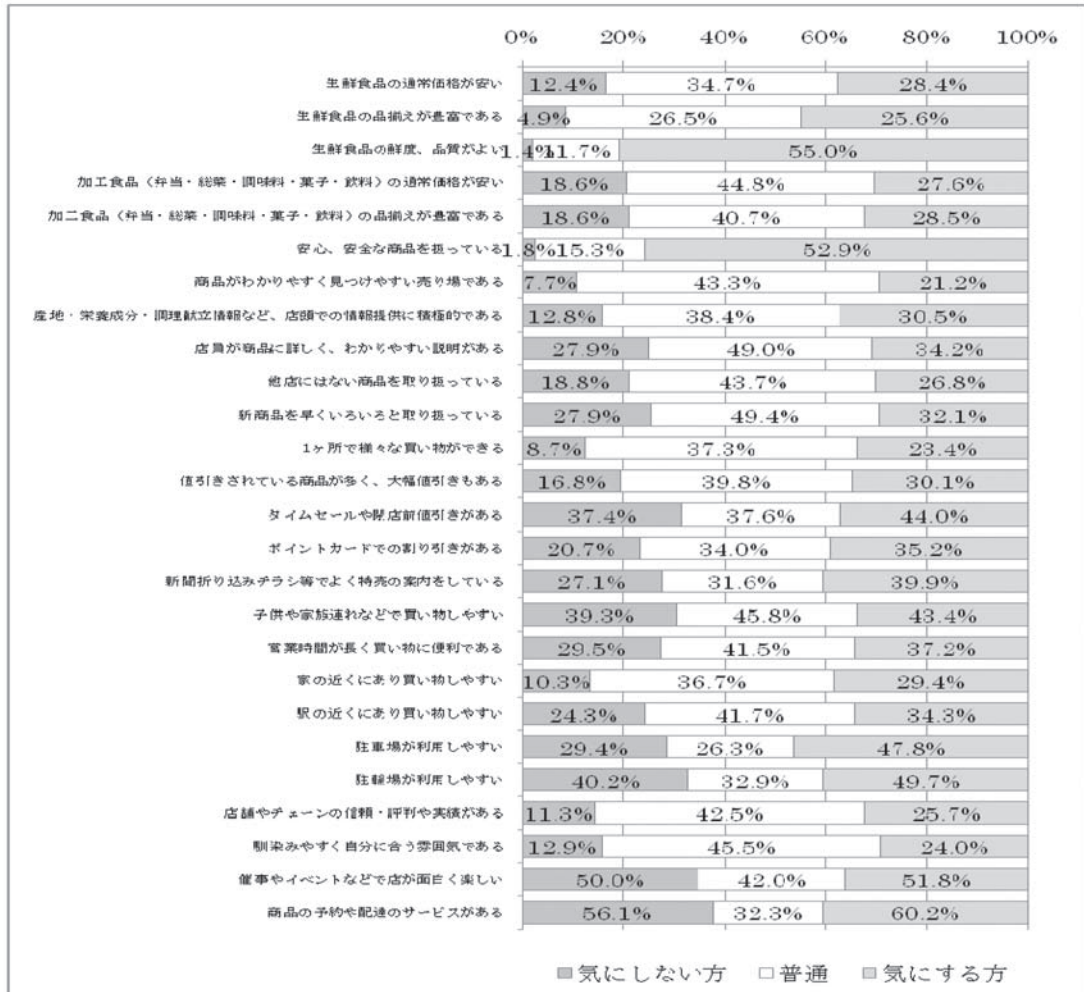 0% 20% 40% 60% 80% 100%
生鮮食品の通常価格が安い 12.4% 34.7% 28.4%
生鮮食品の品揃えが豊富である 4.9% 26.5% 25.6%
生鮮食品の鮮度、品質がよい 1.4% 11.7% 55.0%
加工食品（弁当・総菜・調味料・菓子・飲料）の通常価格が安い 18.6% 44.8% 27.6%
加工食品（弁当・総菜・調味料・菓子・飲料）の品揃えが豊富である 18.6% 40.7% 28.5%
安心、安全な商品を扱っている 1.8% 15.3% 52.9%
商品がわかりやすく見つけやすい売り場である 7.7% 43.3% 21.2%
産地・栄養成分・調理献立情報など、店頭での情報提供に積極的である 12.8% 38.4% 30.5%
店員が商品に詳しく、わかりやすい説明がある 27.9% 49.0% 34.2%
他店にはない商品を取り扱っている 18.8% 43.7% 26.8%
新商品を早くいろいろと取り扱っている 27.9% 49.4% 32.1%
1ヶ所で様々な買い物ができる 8.7% 37.3% 23.4%
値引きされている商品が多く、大幅値引きもある 16.8% 39.8% 30.1%
タイムセールや閉店前値引きがある 37.4% 37.6% 44.0%
ポイントカードでの割り引きがある 20.7% 34.0% 35.2%
新聞折り込みチラシ等でよく特売の案内をしている 27.1% 31.6% 39.9%
子供や家族連れなどで買い物しやすい 39.3% 45.8% 43.4%
営業時間が長く買い物に便利である 29.5% 41.5% 37.2%
家の近くにあり買い物しやすい 10.3% 36.7% 29.4%
駅の近くにあり買い物しやすい 24.3% 41.7% 34.3%
駐車場が利用しやすい 29.4% 26.3% 47.8%
駐輪場が利用しやすい 40.2% 32.9% 49.7%
店舗やチェーンの信頼・評判や実績がある 11.3% 42.5% 25.7%
馴染みやすく自分に合う雰囲気である 12.9% 45.5% 24.0%
催事やイベントなどで店が面白く楽しい 50.0% 42.0% 51.8%
商品の予約や配達のサービスがある 56.1% 32.3% 60.2%
気にしない方 普通 気にする方